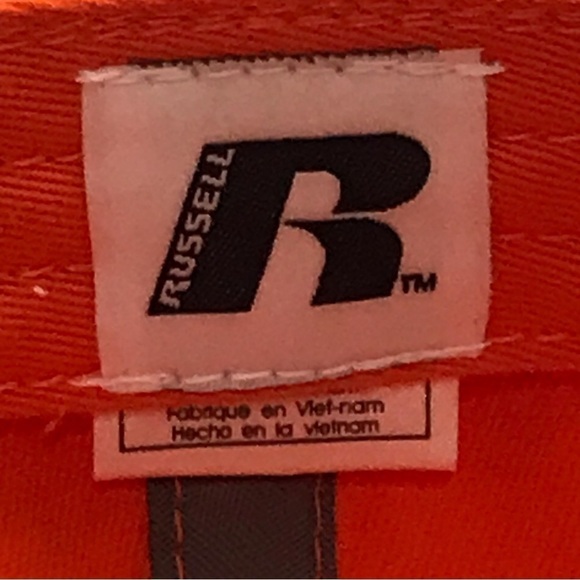 RUSSELL
R
TM
Fabrique en Viet-nam
Hecho en la vietnam